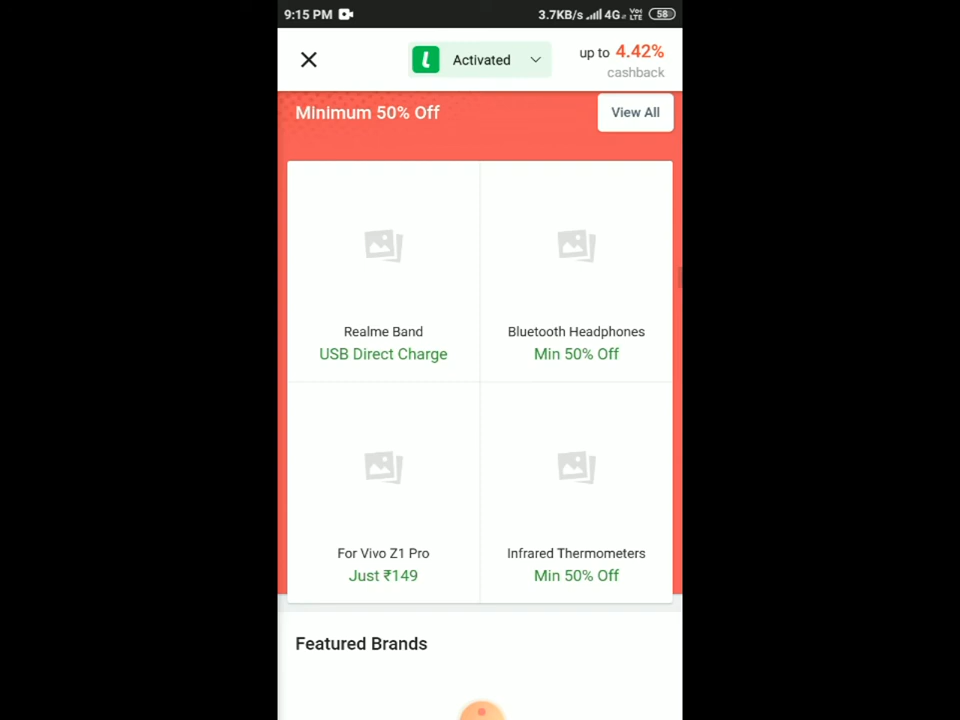 9:15 PM 3.7KB/s 4G Vo LTE 58
Activated
up to 4.42%
cashback
Minimum 50% Off
View All
Realme Band
USB Direct Charge
Bluetooth Headphones
Min 50% Off
For Vivo Z1 Pro
Just ₹149
Infrared Thermometers
Min 50% Off
Featured Brands